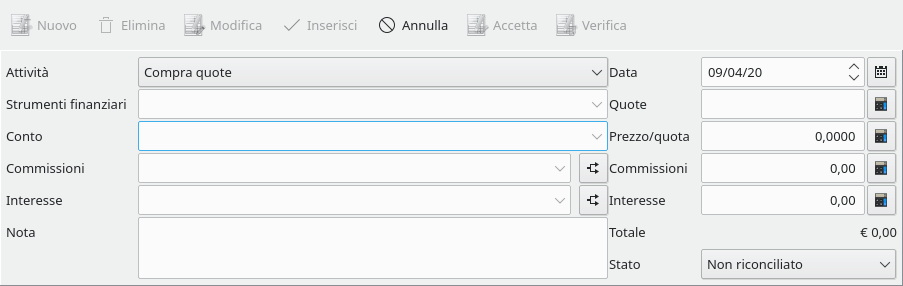 Nuovo Elimina Modifica Inserisci Annulla Accetta Verifica
Attività Compra quote Data 09/04/20
Strumenti finanziari Quote
Conto Prezzo/quota 0,0000
Commissioni Commissioni 0,00
Interesse Interesse 0,00
Nota Totale € 0,00
Stato Non riconciliato